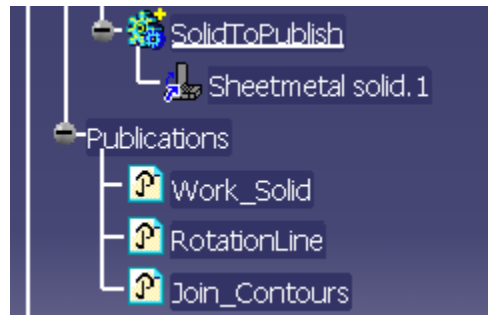 SolidToPublish
Sheetmetal solid.1
Publications
Work_Solid
RotationLine
Join_Contours